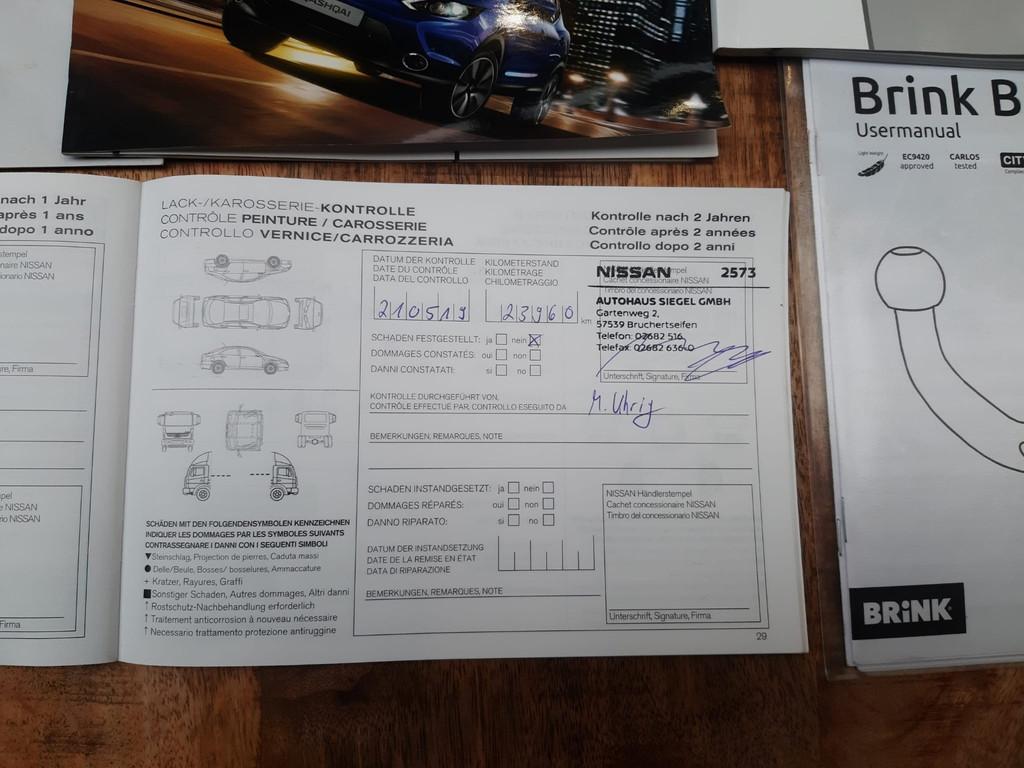 QASHQAI
Brink B
Usermanual
Light Weight
EC9420
approved
CARLOS
tested
CIT
nach 1 Jahr
après 1 ans
dopo 1 anno
NISSAN
Unterschrift, Signature, Firma
LACK-/KAROSSERIE-KONTROLLE
CONTRÔLE PEINTURE / CAROSSERIE
CONTROLLO VERNICE/CARROZZERIA
Kontrolle nach 2 Jahren
Contrôle après 2 années
Controllo dopo 2 anni
DATUM DER KONTROLLE
DATE DU CONTRÔLE
DATA DEL CONTROLLO
210519
KILOMETERSTAND
KILOMÉTRAGE
CHILOMETRAGGIO
23960 km
NISSAN 2573
AUTOHAUS SIEGEL GMBH
Gartenweg 2,
57539 Bruchertseifen
Telefon: 02682 516
Telefax: 02682 6360
SCHADEN FESTGESTELLT: ja nein
DOMMAGES CONSTATÉS: oui non
DANNI CONSTATATI: si no
KONTROLLE DURCHGEFÜHRT VON,
CONTRÔLE EFFECTUÉ PAR, CONTROLLO ESEGUITO DA
M. Uhrig
BEMERKUNGEN, REMARQUES, NOTE
SCHADEN INSTANDGESETZT: ja nein
DOMMAGES RÉPARÉS: oui non
DANNO RIPARATO: si no
DATUM DER INSTANDSETZUNG
DATE DE LA REMISE EN ÉTAT
DATA DI RIPARAZIONE
BEMERKUNGEN, REMARQUES, NOTE
NISSAN Händlerstempel
Cachet concessionaire NISSAN
Timbro del concessionario NISSAN
Unterschrift, Signature, Firma
SCHÄDEN MIT DEN FOLGENDENSYMBOLEN KENNZEICHNEN
INDIQUER LES DOMMAGES PAR LES SYMBOLES SUIVANTS
CONTRASSEGNARE I DANNI CON I SEGUENTI SIMBOLI
▼ Steinschlag, Projection de pierres, Caduta massi
● Delle/Beule, Bosses/ bosselures, Ammaccature
+ Kratzer, Rayures, Graffi
■ Sonstiger Schaden, Autres dommages, Altri danni
↑ Rostschutz-Nachbehandlung erforderlich
↑ Traitement anticorrosion à nouveau nécessaire
↑ Necessario trattamento protezione antiruggine
29
BRINK